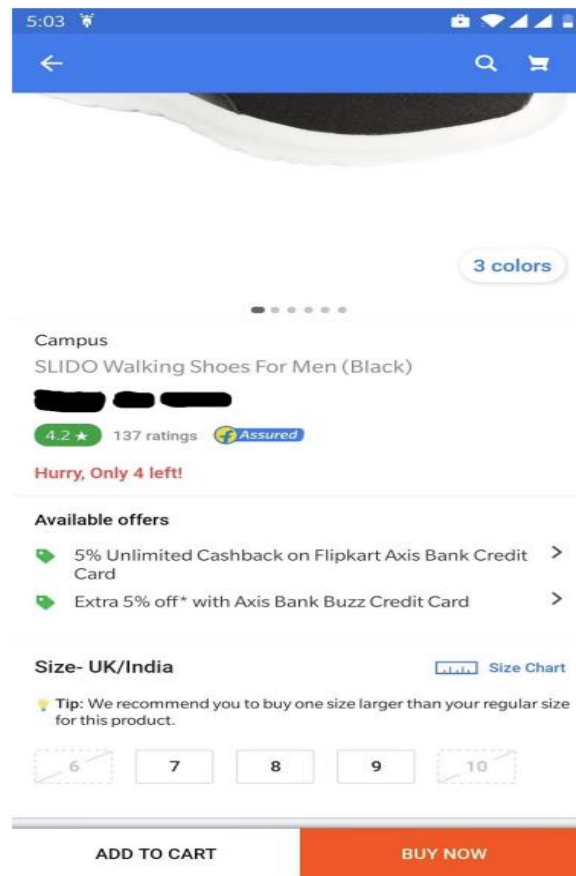 5:03
3 colors
Campus
SLIDO Walking Shoes For Men (Black)
4.2 ★ 137 ratings Assured
Hurry, Only 4 left!
Available offers
5% Unlimited Cashback on Flipkart Axis Bank Credit
Card
Extra 5% off* with Axis Bank Buzz Credit Card
Size- UK/India Size Chart
Tip: We recommend you to buy one size larger than your regular size
for this product.
6 7 8 9 10
ADD TO CART BUY NOW